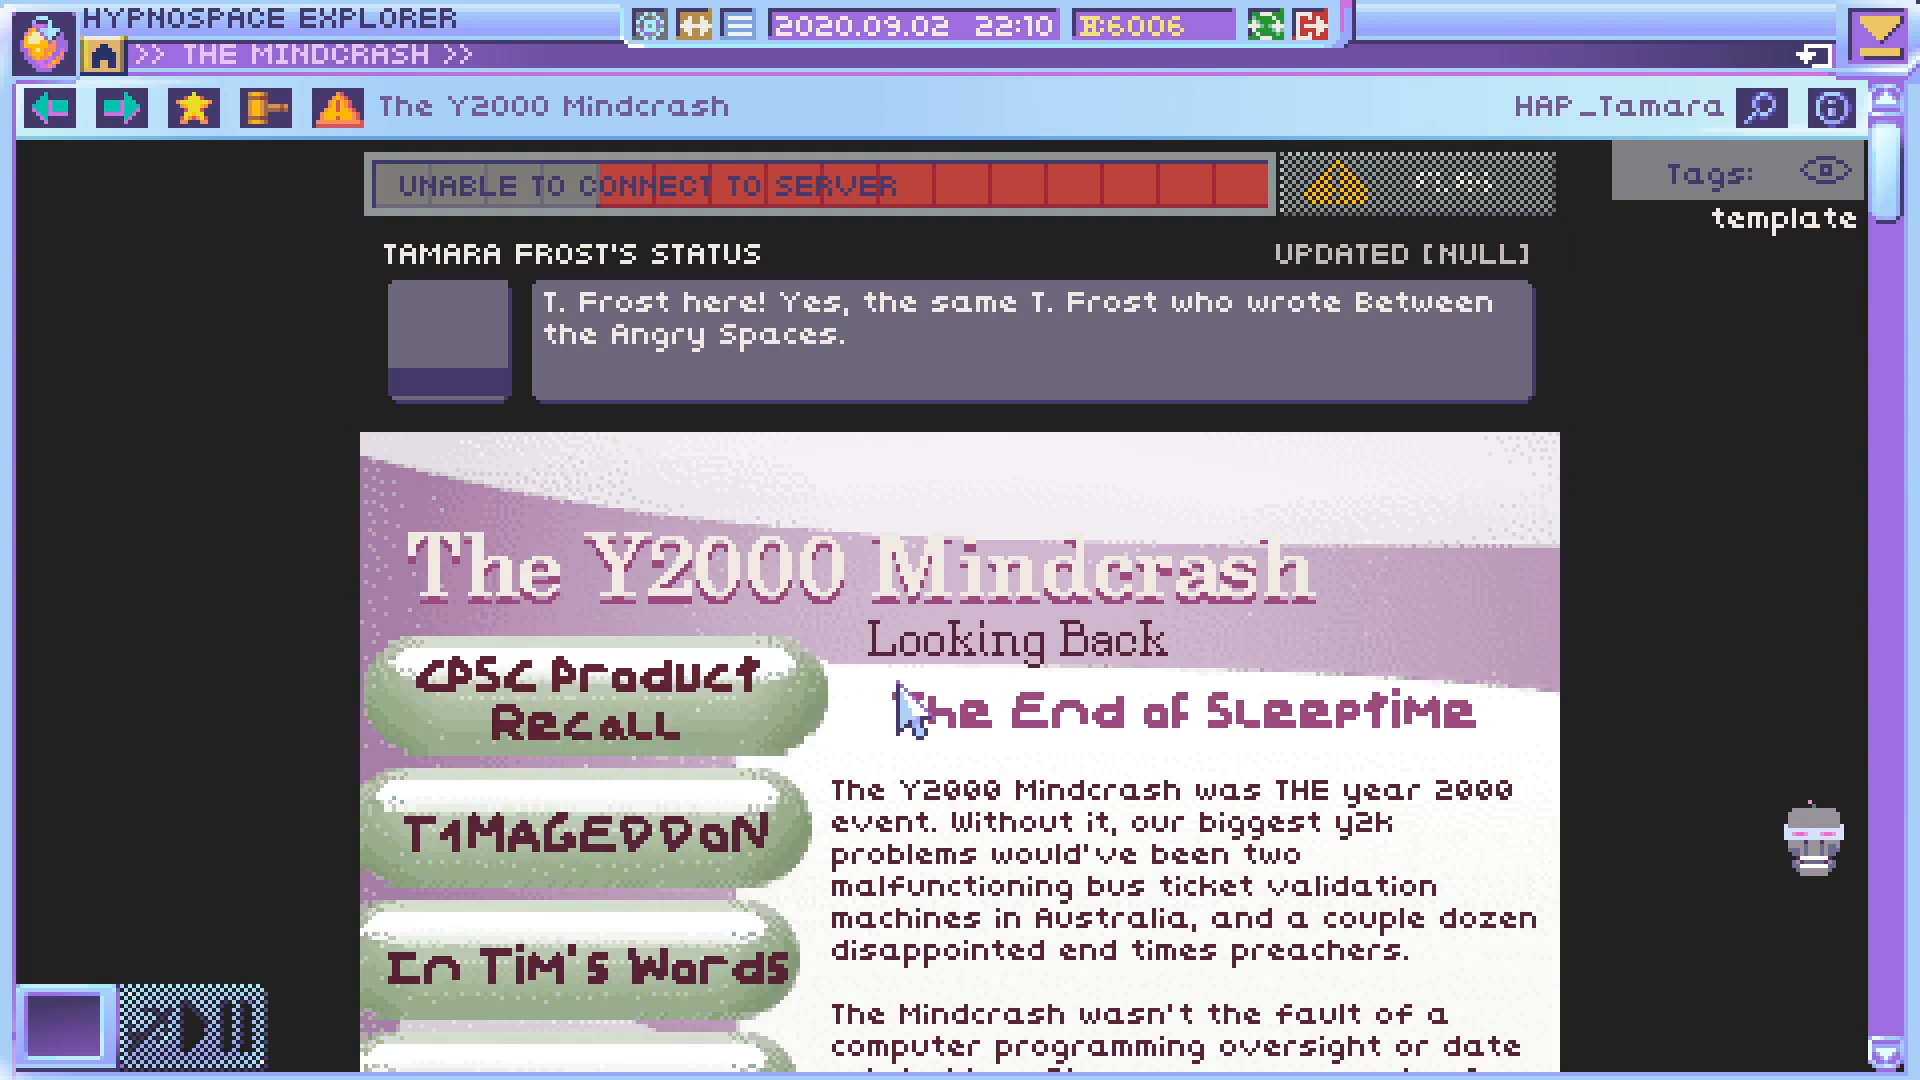 HYPNOSPACE EXPLORER
2020.09.02 22:10
6006
>> THE MINDCRASH >>
The Y2000 Mindcrash
HAP_Tamara
UNABLE TO CONNECT TO SERVER
Tags:
template
TAMARA FROST'S STATUS
UPDATED [NULL]
T. Frost here! Yes, the same T. Frost who wrote Between
the Angry Spaces.
The Y2000 Mindcrash
Looking Back
CPSC Product
Recall
T1MAGEDDON
In Tim's Words
The End of Sleeptime
The Y2000 Mindcrash was THE year 2000
event. Without it, our biggest y2k
problems would've been two
malfunctioning bus ticket validation
machines in Australia, and a couple dozen
disappointed end times preachers.
The Mindcrash wasn't the fault of a
computer programming oversight or date